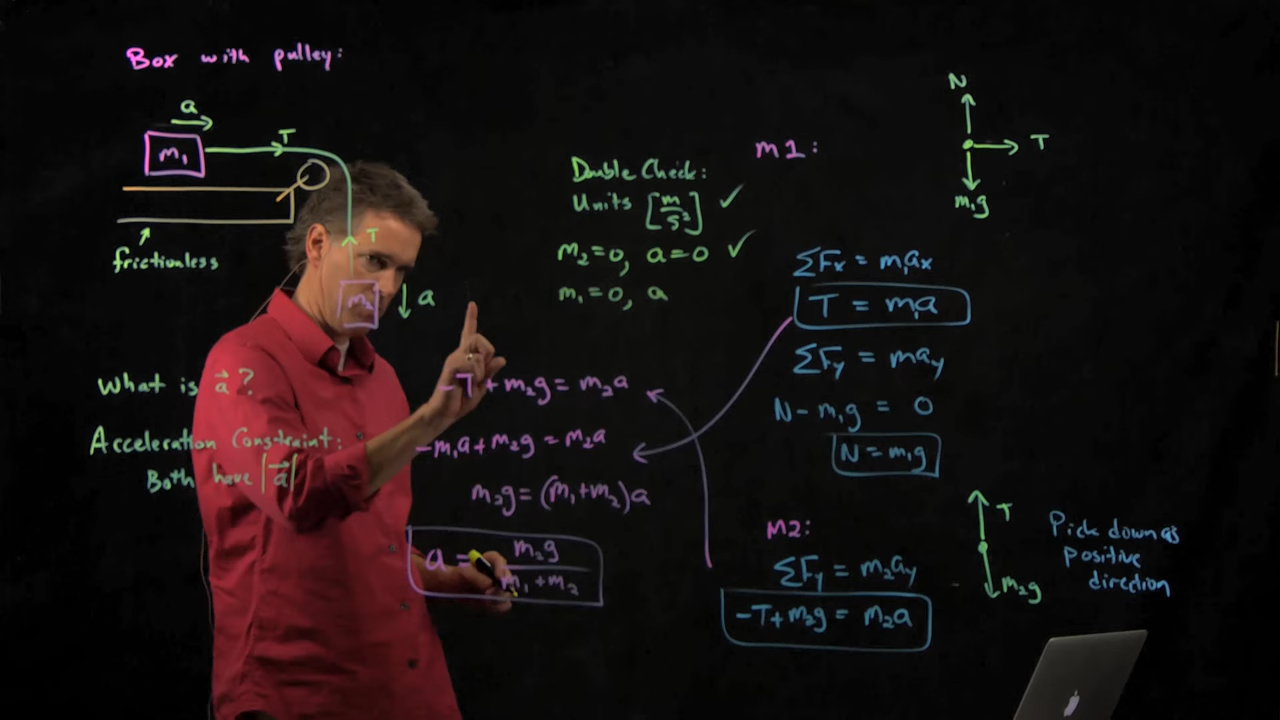 Box with pulley:
a
m₁
T
T
m₂
a
frictionless
What is a⃗?
Acceleration Constraint:
Both have |a⃗|
Double Check:
Units [m/s²] ✓
m₂=0, a=0 ✓
m₁=0, a
-T+m₂g = m₂a
-m₁a+m₂g = m₂a
m₂g = (m₁+m₂)a
a = m₂g
m₁+m₂
m1:
N
T
m₁g
ΣFx = m₁ax
T = m₁a
ΣFy = may
N-m₁g = 0
N = m₁g
M2:
ΣFy = m₂ay
-T+m₂g = m₂a
T
m₂g
Pick down as
positive
direction